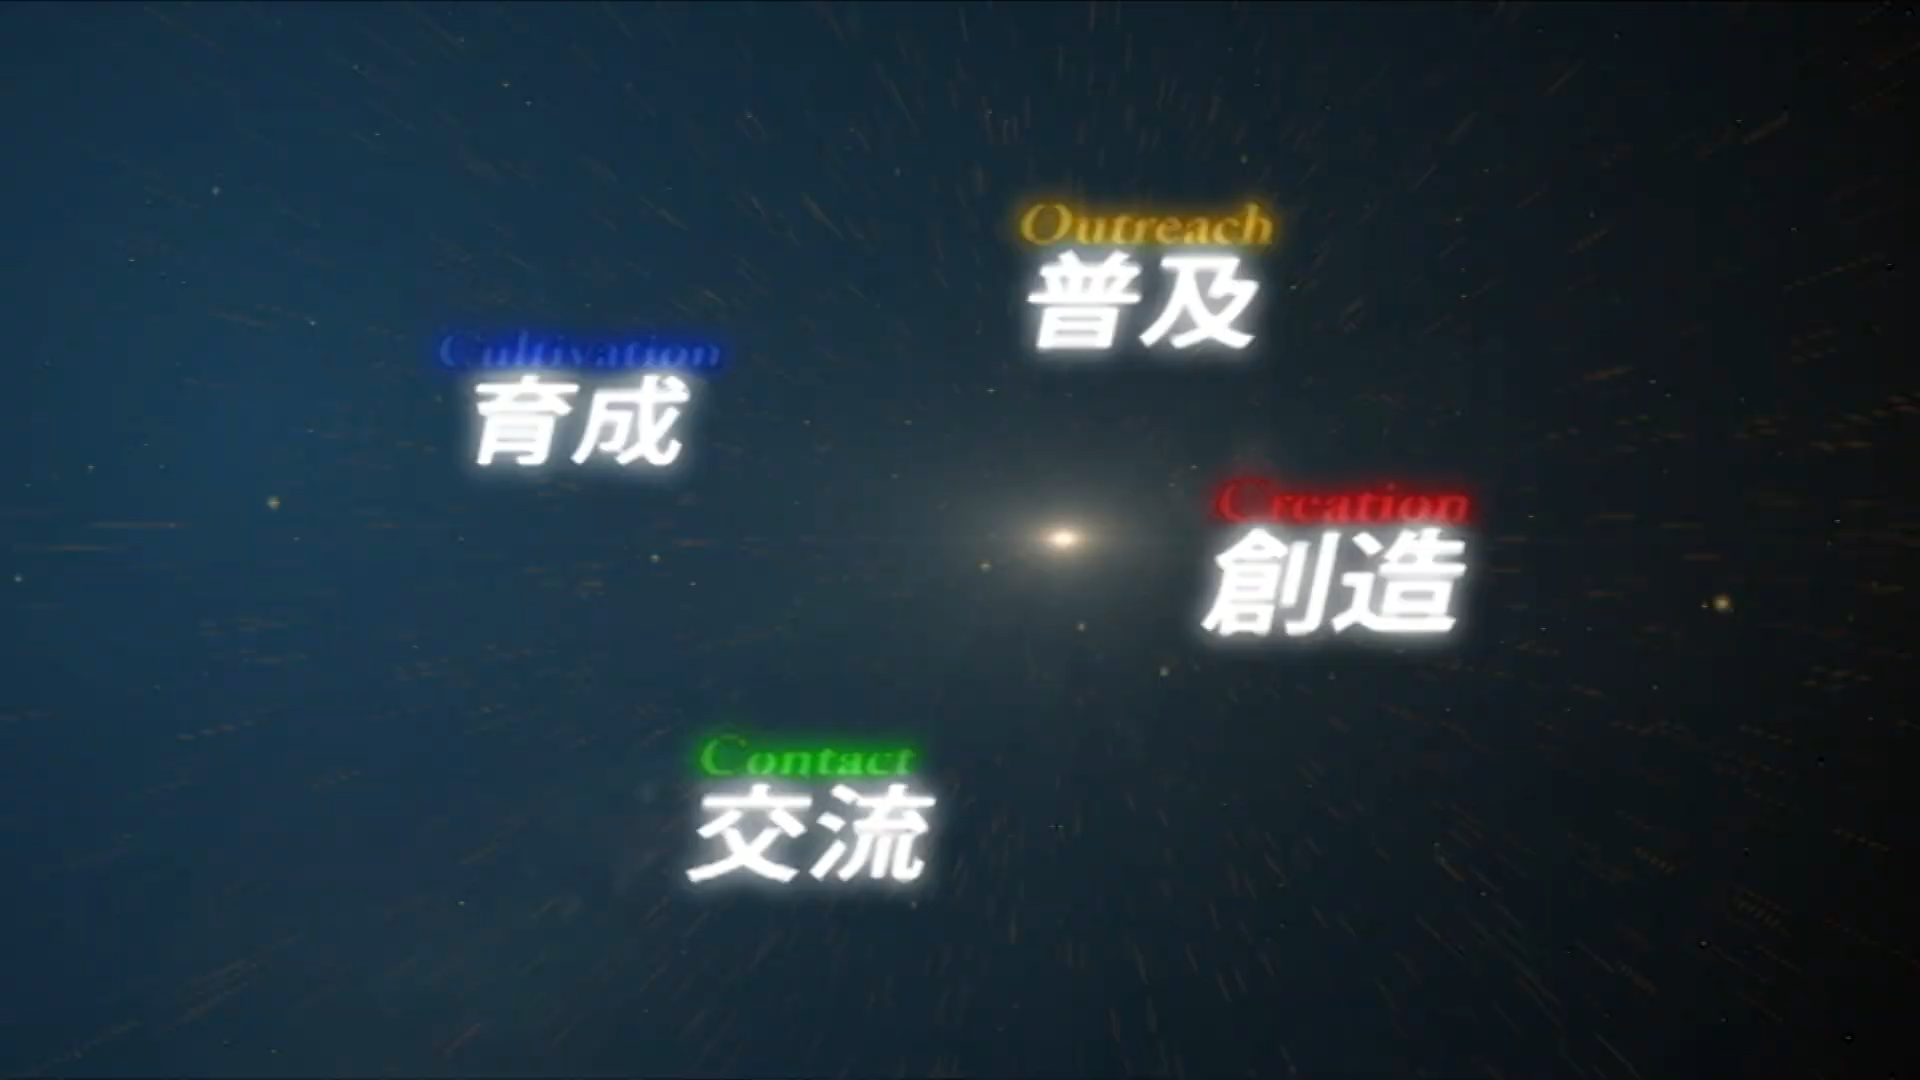 Outreach
普及
Cultivation
育成
Creation
創造
Contact
交流